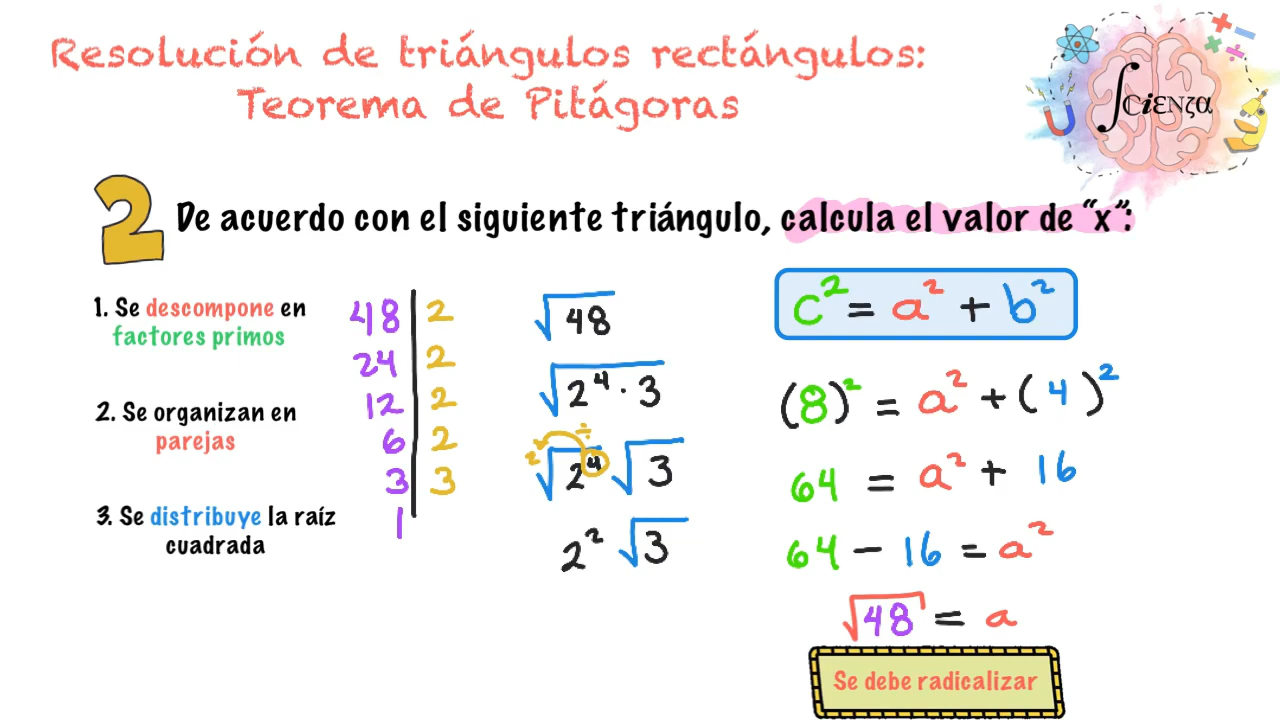 Resolución de triángulos rectángulos:
Teorema de Pitágoras
∫CiENζα
2 De acuerdo con el siguiente triángulo, calcula el valor de “x”:
1. Se descompone en
factores primos
2. Se organizan en
parejas
3. Se distribuye la raíz
cuadrada
48 | 2
24 | 2
12 | 2
6 | 2
3 | 3
1
√48
√2⁴ · 3
2 ÷
√2⁴ √3
2² √3
c² = a² + b²
(8)² = a² + (4)²
64 = a² + 16
64 − 16 = a²
√48 = a
Se debe radicalizar